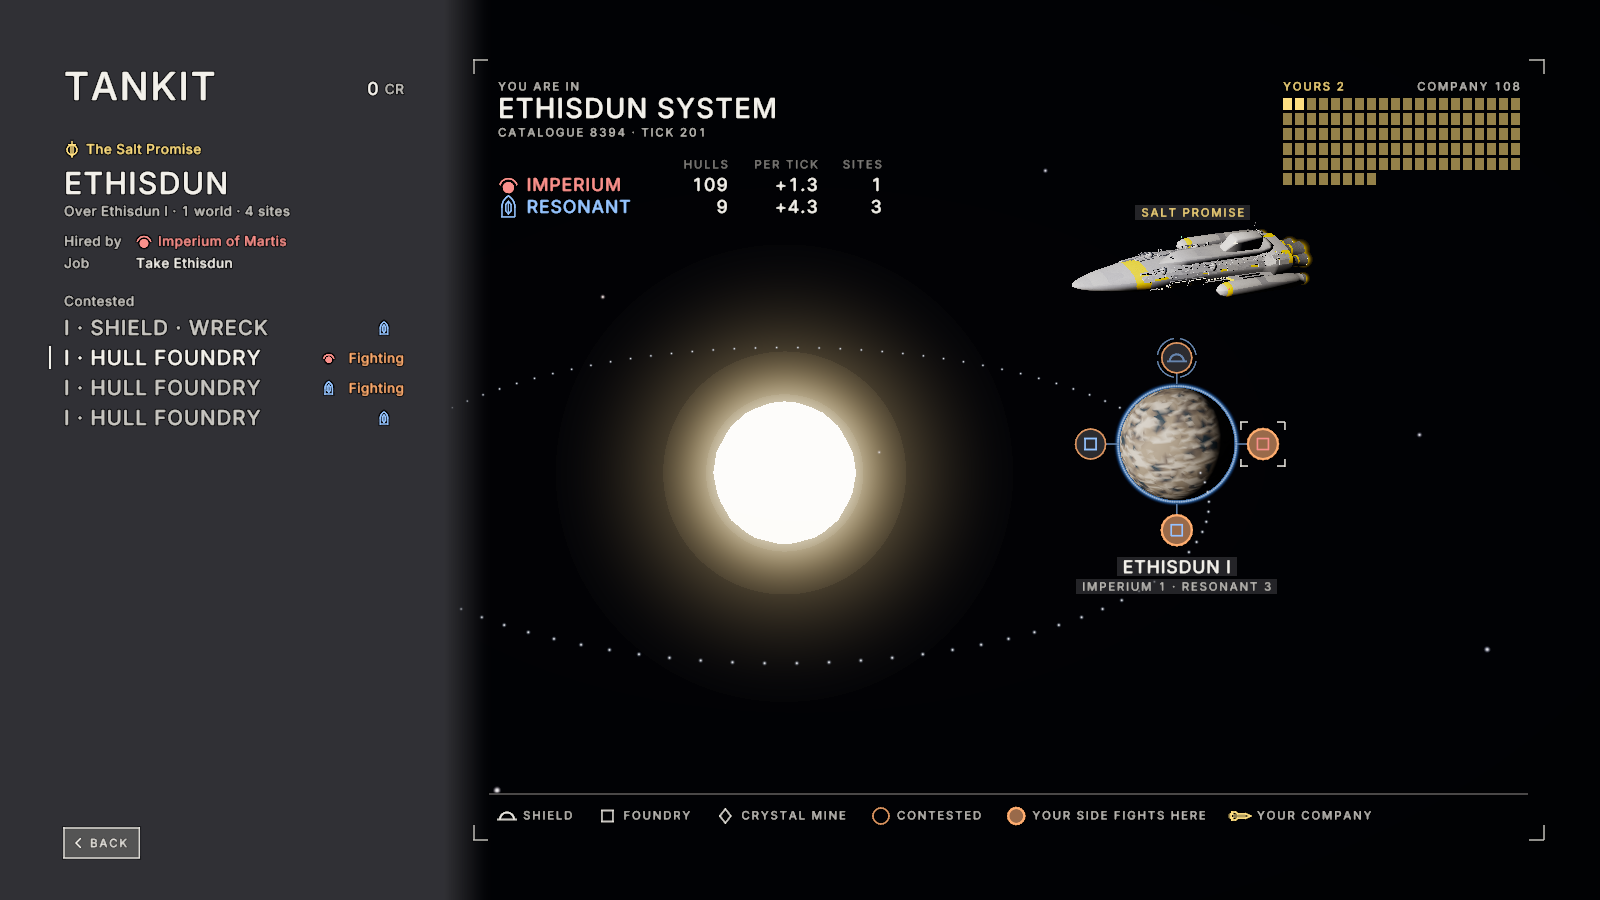 TANKIT
0 CR
The Salt Promise
ETHISDUN
Over Ethisdun I · 1 world · 4 sites
Hired by Imperium of Martis
Job Take Ethisdun
Contested
I · SHIELD · WRECK
I · HULL FOUNDRY Fighting
I · HULL FOUNDRY Fighting
I · HULL FOUNDRY
BACK
YOU ARE IN
ETHISDUN SYSTEM
CATALOGUE 8394 · TICK 201
HULLS PER TICK SITES
IMPERIUM 109 +1.3 1
RESONANT 9 +4.3 3
YOURS 2 COMPANY 108
SALT PROMISE
ETHISDUN I
IMPERIUM 1 · RESONANT 3
SHIELD FOUNDRY CRYSTAL MINE CONTESTED YOUR SIDE FIGHTS HERE YOUR COMPANY